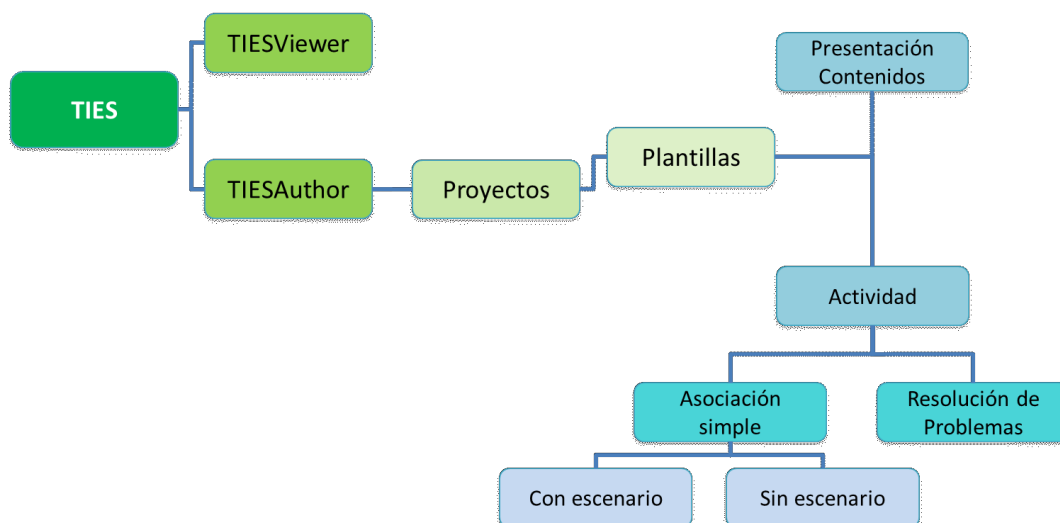 TIES
TIESViewer
TIESAuthor
Proyectos
Plantillas
Presentación
Contenidos
Actividad
Asociación
simple
Resolución de
Problemas
Con escenario
Sin escenario